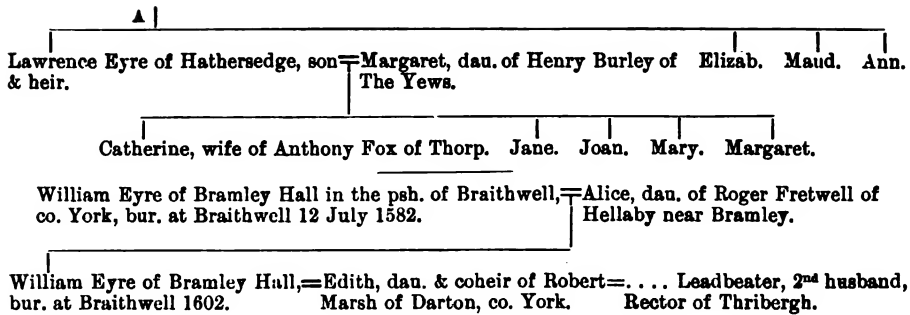 A
Lawrence Eyre of Hathersedge, son=Margaret, dau. of Henry Burley of Elizab. Maud. Ann.
& heir. The Yews.
Catherine, wife of Anthony Fox of Thorp. Jane. Joan. Mary. Margaret.
William Eyre of Bramley Hall in the psh. of Braithwell,=Alice, dau. of Roger Fretwell of
co. York, bur. at Braithwell 12 July 1582. Hellaby near Bramley.
William Eyre of Bramley Hall,=Edith, dau. & coheir of Robert=. . . . Leadbeater, 2nd husband,
bur. at Braithwell 1602. Marsh of Darton, co. York. Rector of Thribergh.